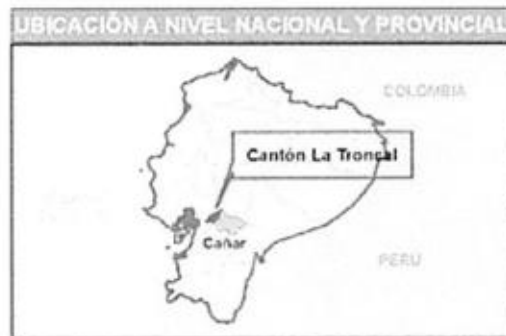 UBICACIÓN A NIVEL NACIONAL Y PROVINCIAL
COLOMBIA
Cantón La Troncal
Cañar
PERU